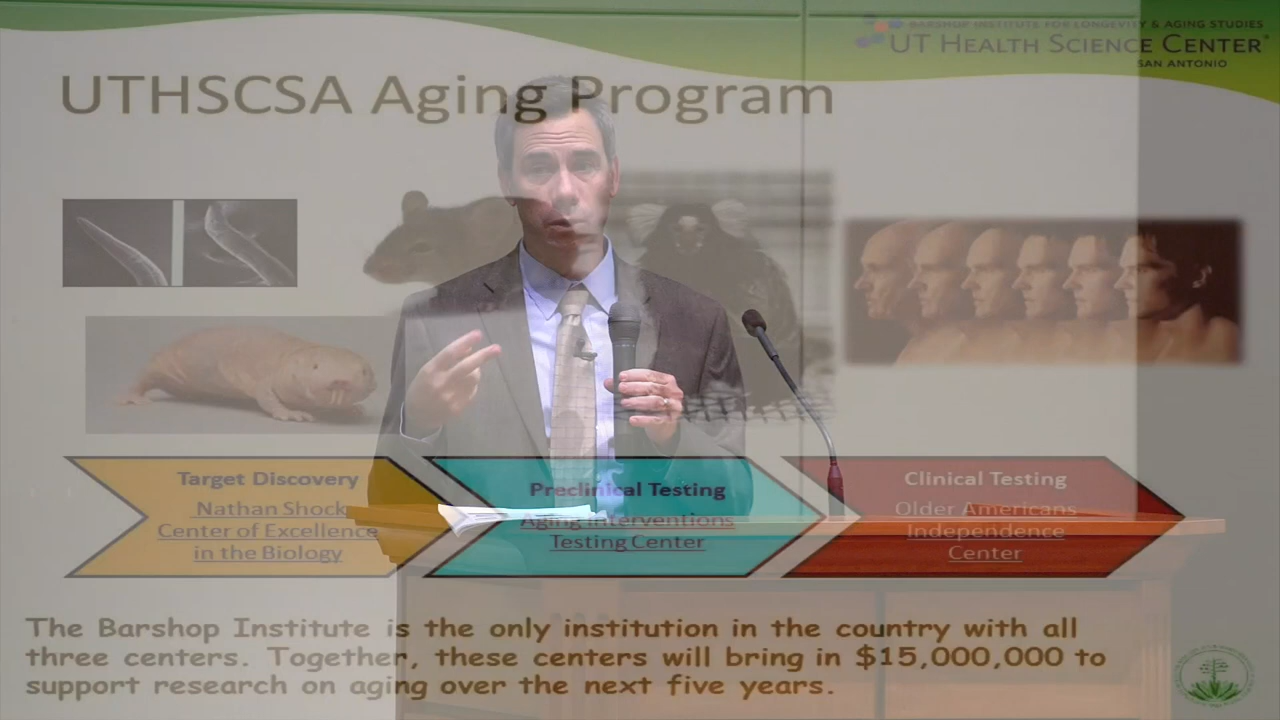 BARSHOP INSTITUTE FOR LONGEVITY & AGING STUDIES
UT HEALTH SCIENCE CENTER®
SAN ANTONIO
UTHSCSA Aging Program
Target Discovery
Nathan Shock
Center of Excellence
in the Biology
Preclinical Testing
Aging Interventions
Testing Center
Clinical Testing
Older Americans
Independence
Center
The Barshop Institute is the only institution in the country with all
three centers. Together, these centers will bring in $15,000,000 to
support research on aging over the next five years.